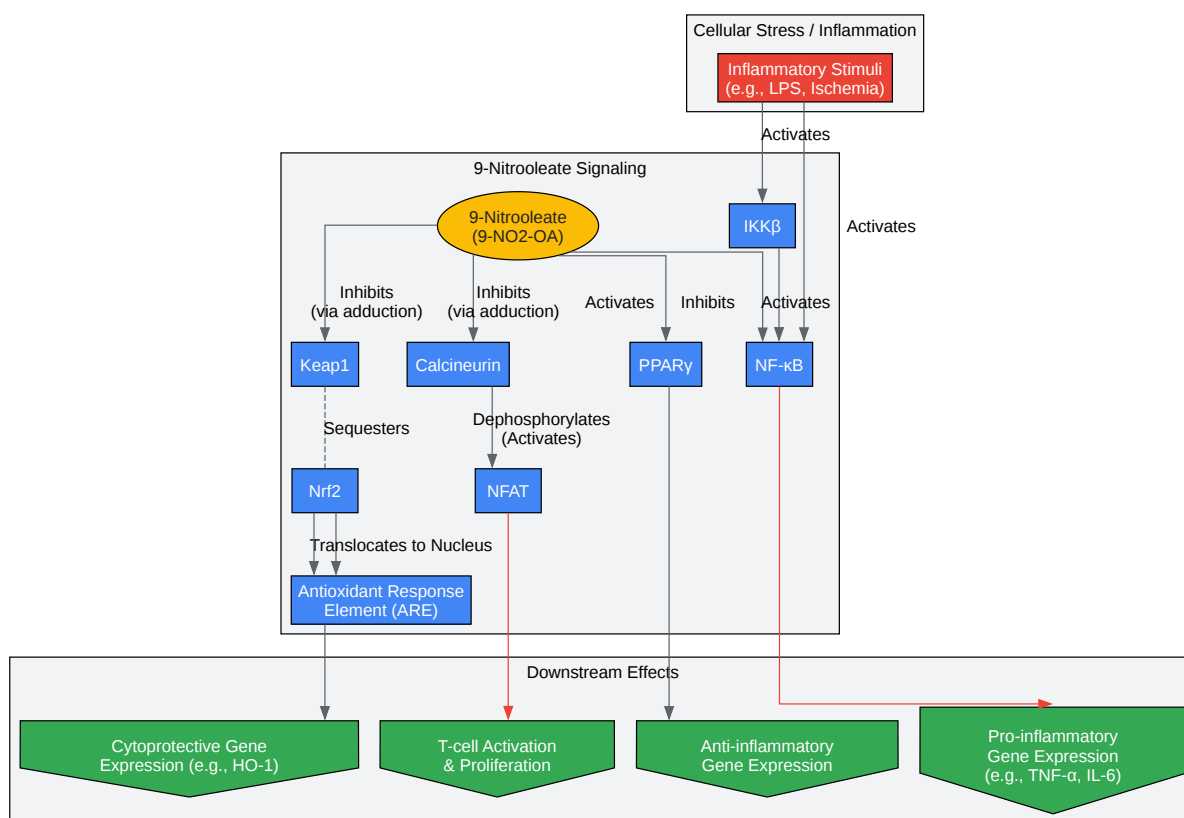 Cellular Stress / Inflammation
Inflammatory Stimuli
(e.g., LPS, Ischemia)
Activates
9-Nitrooleate Signaling
9-Nitrooleate
(9-NO2-OA)
IKKβ
Activates
Inhibits
(via adduction)
Inhibits
(via adduction)
Activates
Inhibits
Activates
Keap1
Calcineurin
PPARγ
NF-κB
Sequesters
Dephosphorylates
(Activates)
Nrf2
NFAT
Translocates to Nucleus
Antioxidant Response
Element (ARE)
Downstream Effects
Cytoprotective Gene
Expression (e.g., HO-1)
T-cell Activation
& Proliferation
Anti-inflammatory
Gene Expression
Pro-inflammatory
Gene Expression
(e.g., TNF-α, IL-6)